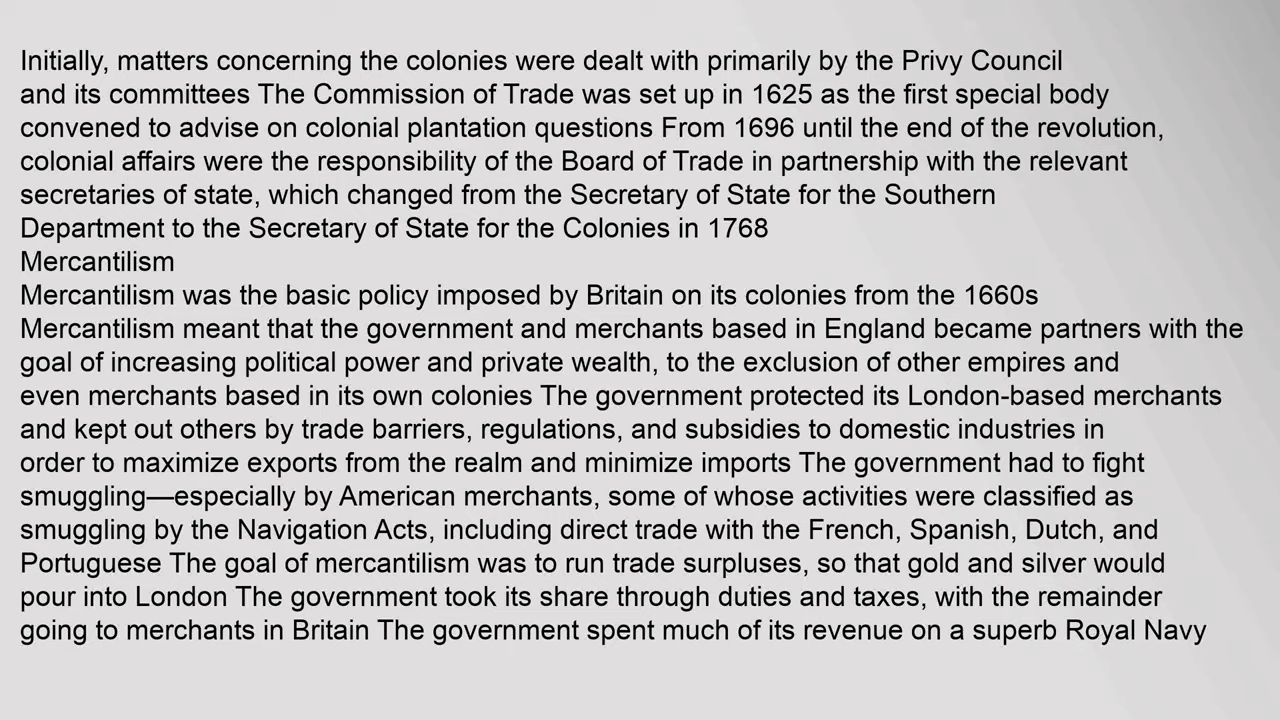 Initially, matters concerning the colonies were dealt with primarily by the Privy Council
and its committees The Commission of Trade was set up in 1625 as the first special body
convened to advise on colonial plantation questions From 1696 until the end of the revolution,
colonial affairs were the responsibility of the Board of Trade in partnership with the relevant
secretaries of state, which changed from the Secretary of State for the Southern
Department to the Secretary of State for the Colonies in 1768
Mercantilism
Mercantilism was the basic policy imposed by Britain on its colonies from the 1660s
Mercantilism meant that the government and merchants based in England became partners with the
goal of increasing political power and private wealth, to the exclusion of other empires and
even merchants based in its own colonies The government protected its London-based merchants
and kept out others by trade barriers, regulations, and subsidies to domestic industries in
order to maximize exports from the realm and minimize imports The government had to fight
smuggling—especially by American merchants, some of whose activities were classified as
smuggling by the Navigation Acts, including direct trade with the French, Spanish, Dutch, and
Portuguese The goal of mercantilism was to run trade surpluses, so that gold and silver would
pour into London The government took its share through duties and taxes, with the remainder
going to merchants in Britain The government spent much of its revenue on a superb Royal Navy